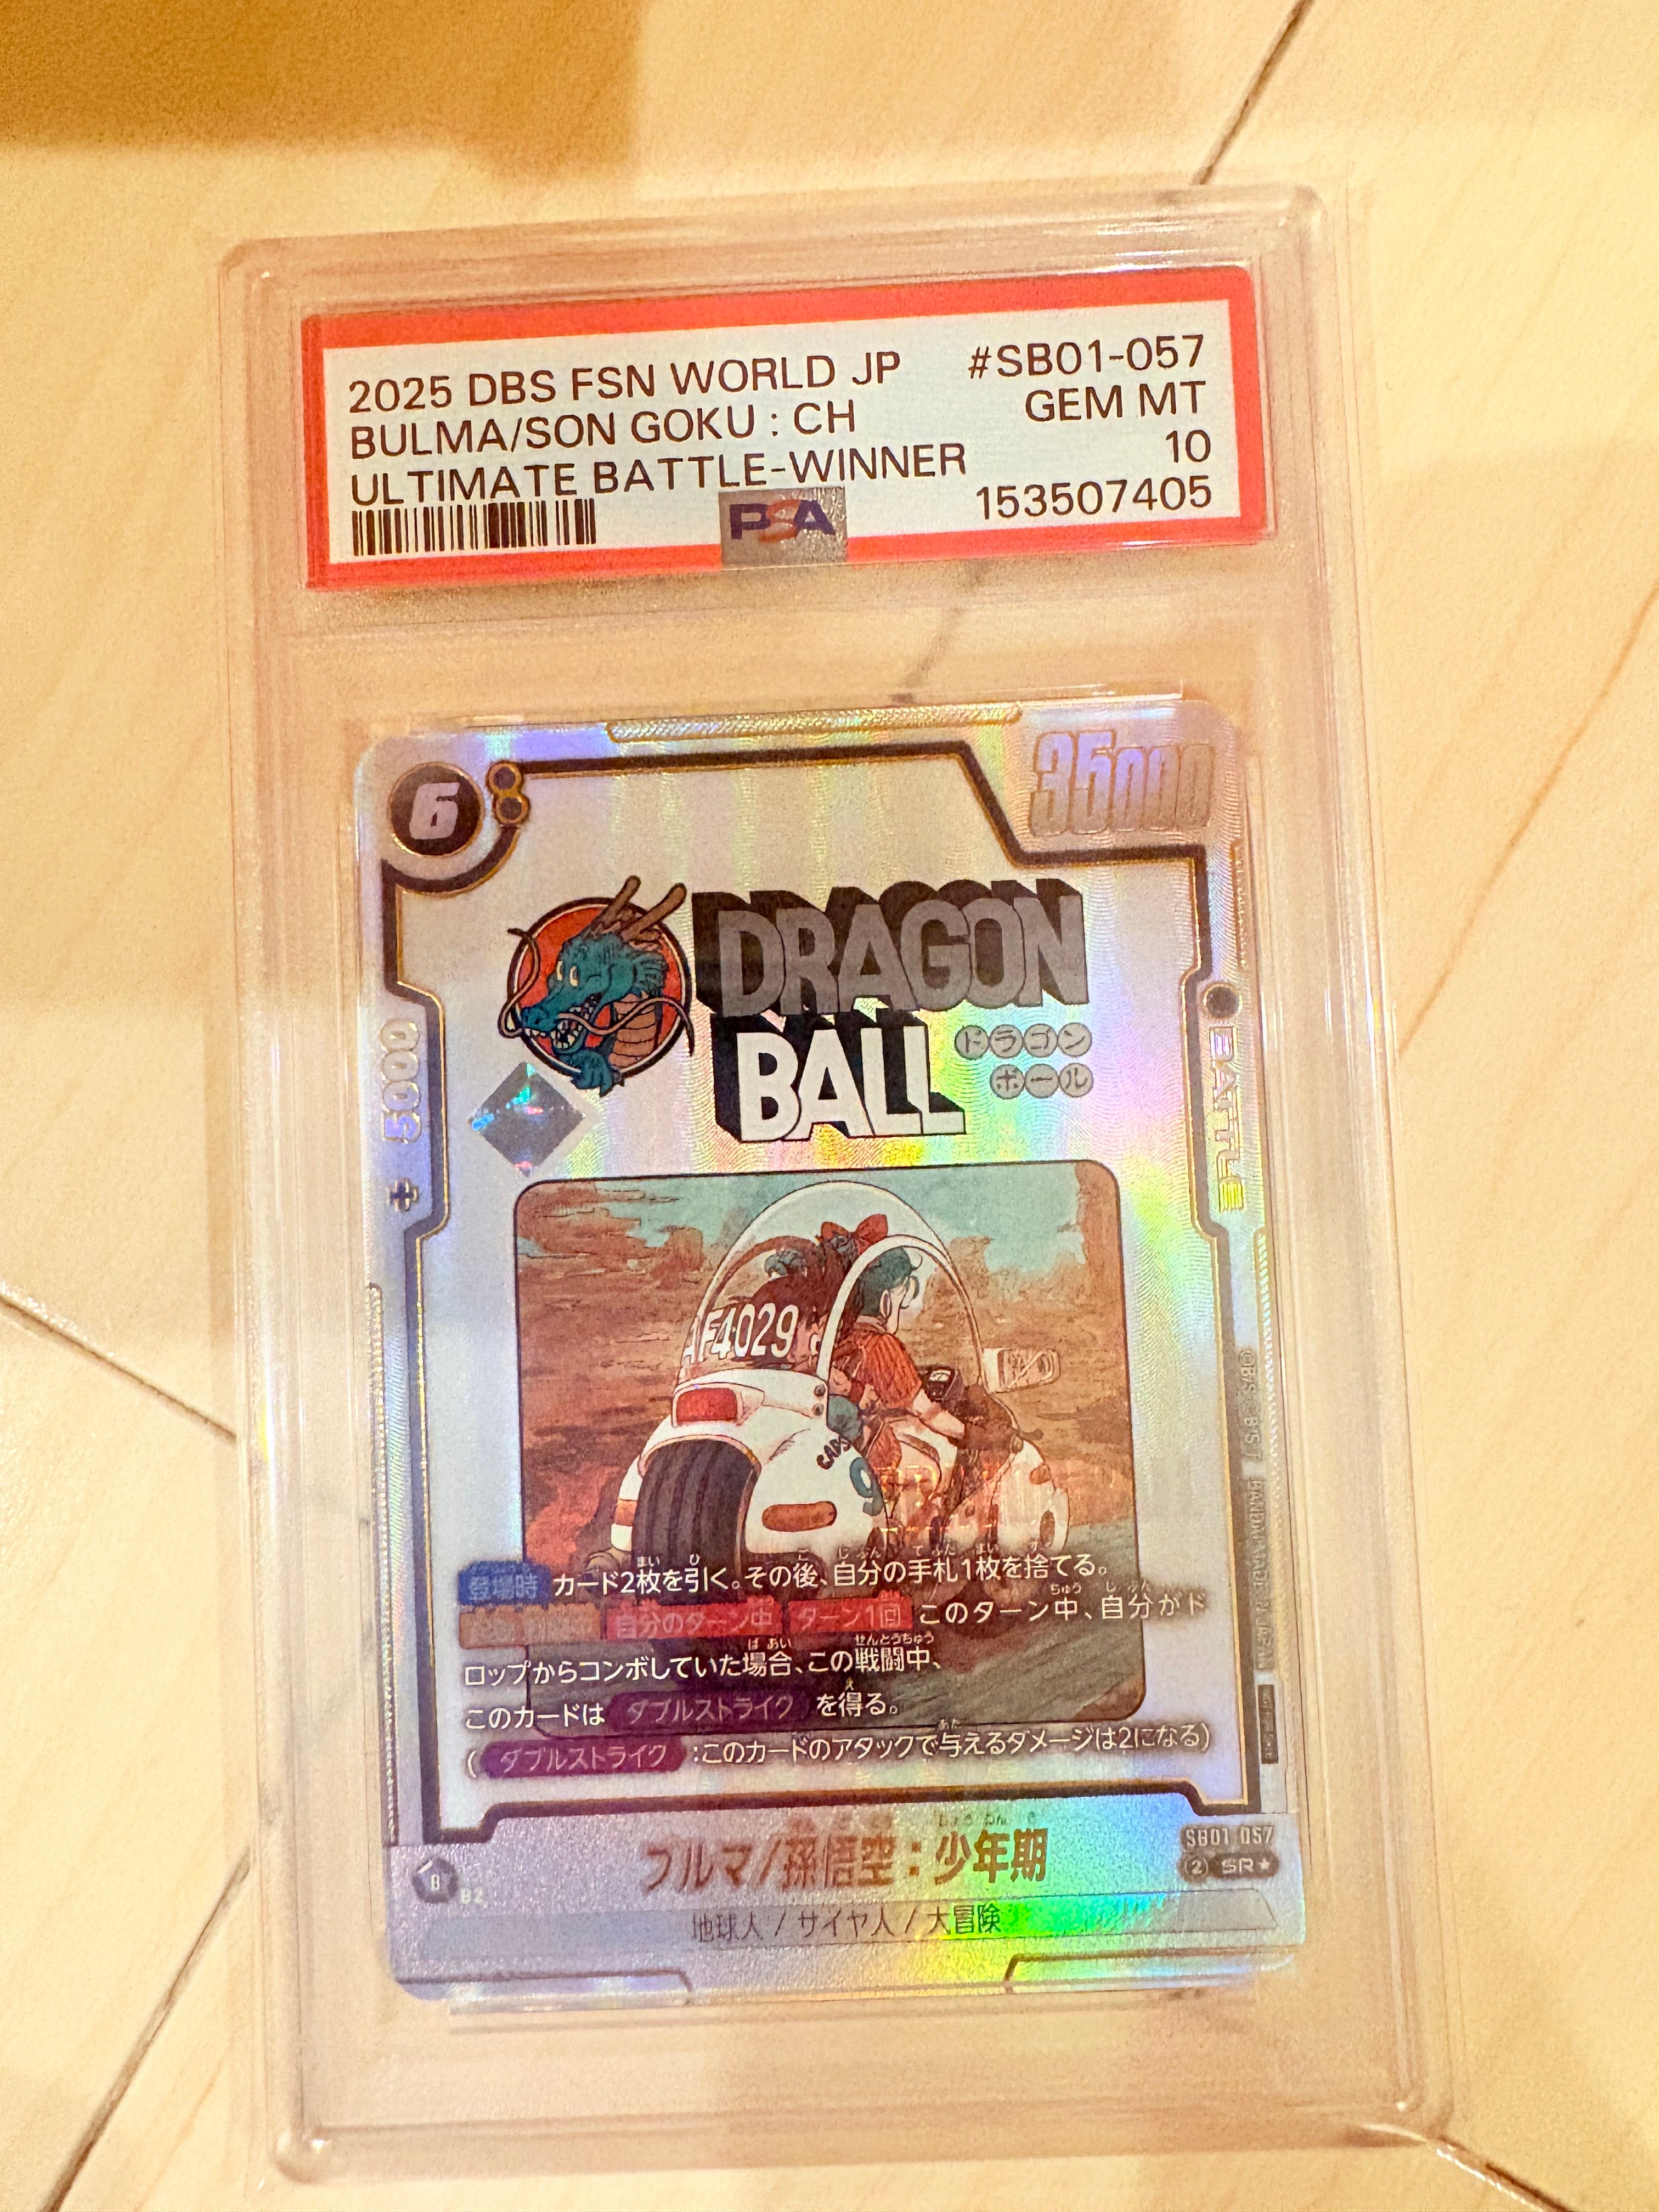 2025 DBS FSN WORLD JP #SB01-057
BULMA/SON GOKU : CH GEM MT
ULTIMATE BATTLE-WINNER 10
PSA 153507405
6
35000
DRAGON
BALL
ドラゴン
ボール
+ 5000
BATTLE
AF4029
CAPS
9
登場時 カード2枚を引く。その後、自分の手札1枚を捨てる。
自分のターン中 ターン1回 このターン中、自分がド
ロップからコンボしていた場合、この戦闘中、
このカードは ダブルストライク を得る。
( ダブルストライク :このカードのアタックで与えるダメージは2になる)
ブルマ/孫悟空:少年期
SB01-057
2 SR★
B
B2
地球人 / サイヤ人 / 大冒険